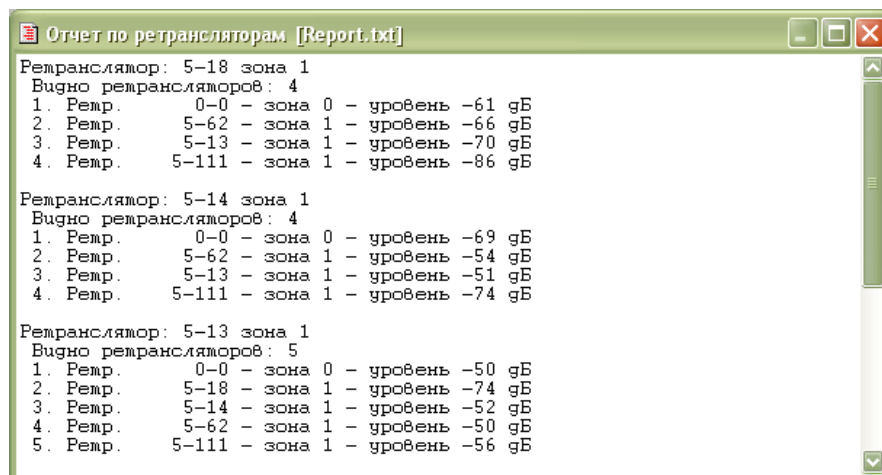 Отчет по ретрансляторам [Report.txt]
Ретранслятор: 5-18 зона 1
Видно ретрансляторов: 4
1. Ретр. 0-0 - зона 0 - уровень -61 дБ
2. Ретр. 5-62 - зона 1 - уровень -66 дБ
3. Ретр. 5-13 - зона 1 - уровень -70 дБ
4. Ретр. 5-111 - зона 1 - уровень -86 дБ
Ретранслятор: 5-14 зона 1
Видно ретрансляторов: 4
1. Ретр. 0-0 - зона 0 - уровень -69 дБ
2. Ретр. 5-62 - зона 1 - уровень -54 дБ
3. Ретр. 5-13 - зона 1 - уровень -51 дБ
4. Ретр. 5-111 - зона 1 - уровень -74 дБ
Ретранслятор: 5-13 зона 1
Видно ретрансляторов: 5
1. Ретр. 0-0 - зона 0 - уровень -50 дБ
2. Ретр. 5-18 - зона 1 - уровень -74 дБ
3. Ретр. 5-14 - зона 1 - уровень -52 дБ
4. Ретр. 5-62 - зона 1 - уровень -50 дБ
5. Ретр. 5-111 - зона 1 - уровень -56 дБ